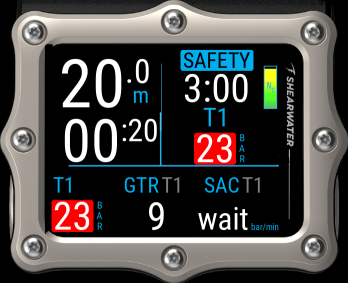 20.0 m
00:20
SAFETY
3:00
T1
23 BAR
N₂
SHEARWATER
T1 GTR T1 SAC T1
23 BAR 9 wait bar/min